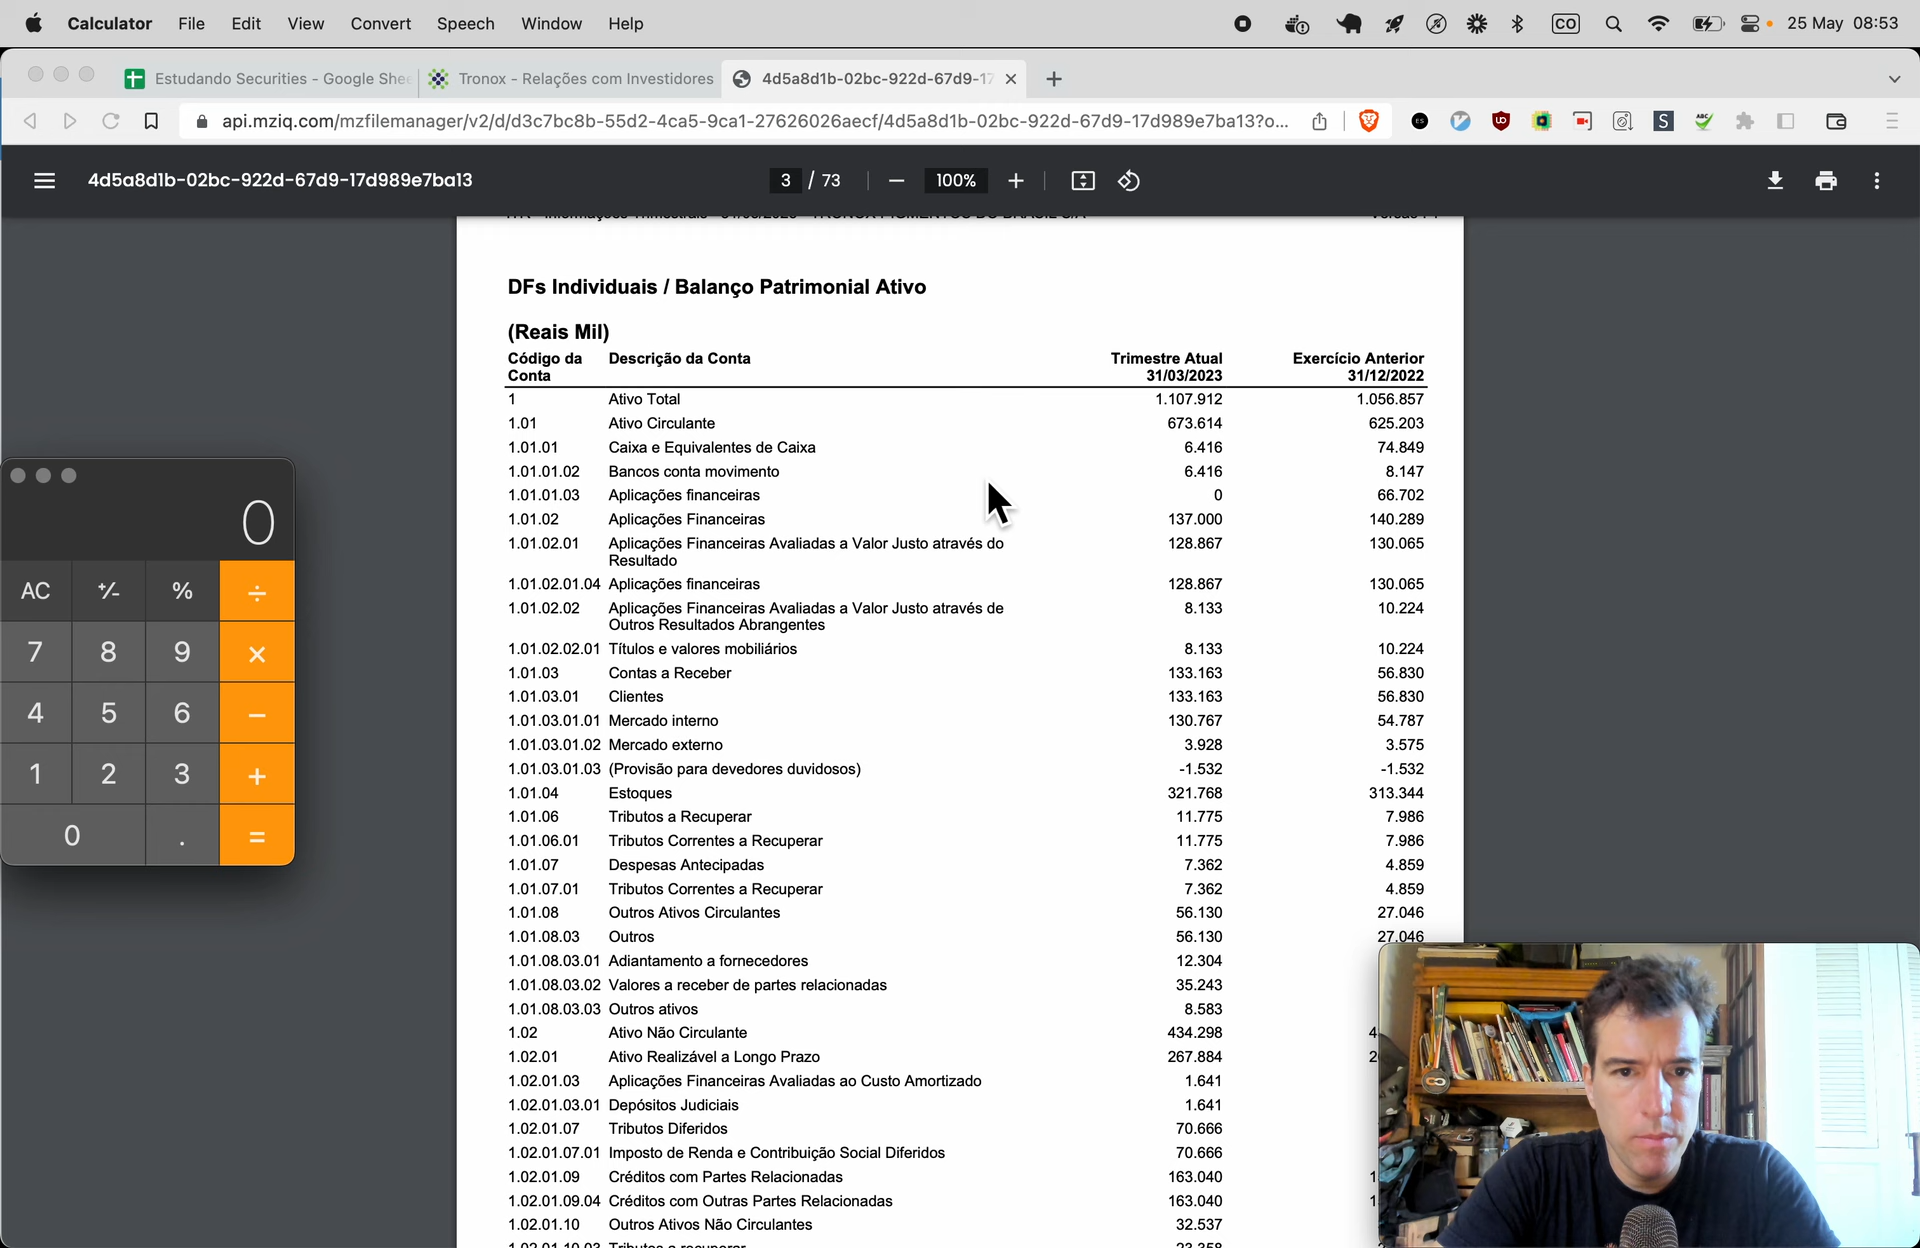 Calculator File Edit View Convert Speech Window Help CO 25 May 08:53
Estudando Securities - Google Shee Tronox - Relações com Investidores 4d5a8d1b-02bc-922d-67d9-17
api.mziq.com/mzfilemanager/v2/d/d3c7bc8b-55d2-4ca5-9ca1-27626026aecf/4d5a8d1b-02bc-922d-67d9-17d989e7ba13?o...
4d5a8d1b-02bc-922d-67d9-17d989e7ba13 3 / 73 − 100% +
DFs Individuais / Balanço Patrimonial Ativo
(Reais Mil)
Código da Conta Descrição da Conta Trimestre Atual 31/03/2023 Exercício Anterior 31/12/2022
1 Ativo Total 1.107.912 1.056.857
1.01 Ativo Circulante 673.614 625.203
1.01.01 Caixa e Equivalentes de Caixa 6.416 74.849
1.01.01.02 Bancos conta movimento 6.416 8.147
1.01.01.03 Aplicações financeiras 0 66.702
1.01.02 Aplicações Financeiras 137.000 140.289
1.01.02.01 Aplicações Financeiras Avaliadas a Valor Justo através do Resultado 128.867 130.065
1.01.02.01.04 Aplicações financeiras 128.867 130.065
1.01.02.02 Aplicações Financeiras Avaliadas a Valor Justo através de Outros Resultados Abrangentes 8.133 10.224
1.01.02.02.01 Títulos e valores mobiliários 8.133 10.224
1.01.03 Contas a Receber 133.163 56.830
1.01.03.01 Clientes 133.163 56.830
1.01.03.01.01 Mercado interno 130.767 54.787
1.01.03.01.02 Mercado externo 3.928 3.575
1.01.03.01.03 (Provisão para devedores duvidosos) -1.532 -1.532
1.01.04 Estoques 321.768 313.344
1.01.06 Tributos a Recuperar 11.775 7.986
1.01.06.01 Tributos Correntes a Recuperar 11.775 7.986
1.01.07 Despesas Antecipadas 7.362 4.859
1.01.07.01 Tributos Correntes a Recuperar 7.362 4.859
1.01.08 Outros Ativos Circulantes 56.130 27.046
1.01.08.03 Outros 56.130 27.046
1.01.08.03.01 Adiantamento a fornecedores 12.304
1.01.08.03.02 Valores a receber de partes relacionadas 35.243
1.01.08.03.03 Outros ativos 8.583
1.02 Ativo Não Circulante 434.298
1.02.01 Ativo Realizável a Longo Prazo 267.884
1.02.01.03 Aplicações Financeiras Avaliadas ao Custo Amortizado 1.641
1.02.01.03.01 Depósitos Judiciais 1.641
1.02.01.07 Tributos Diferidos 70.666
1.02.01.07.01 Imposto de Renda e Contribuição Social Diferidos 70.666
1.02.01.09 Créditos com Partes Relacionadas 163.040
1.02.01.09.04 Créditos com Outras Partes Relacionadas 163.040
1.02.01.10 Outros Ativos Não Circulantes 32.537
0
AC +/- % ÷
7 8 9 ×
4 5 6 −
1 2 3 +
0 . =